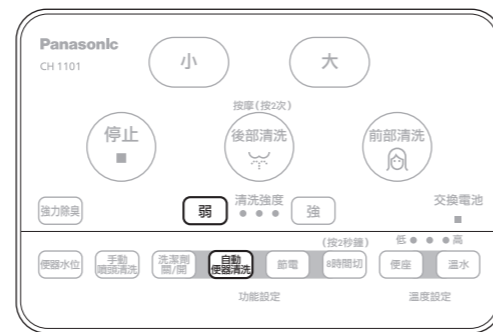 Panasonic
CH 1101
小
大
停止
按摩(按2次)
後部清洗
前部清洗
強力除臭
弱
清洗強度
強
交換電池
(按2秒鐘)
低
高
便器水位
手動
噴頭清洗
洗潔劑
開/關
自動
便器清洗
節電
8時間切
便座
溫水
功能設定
溫度設定